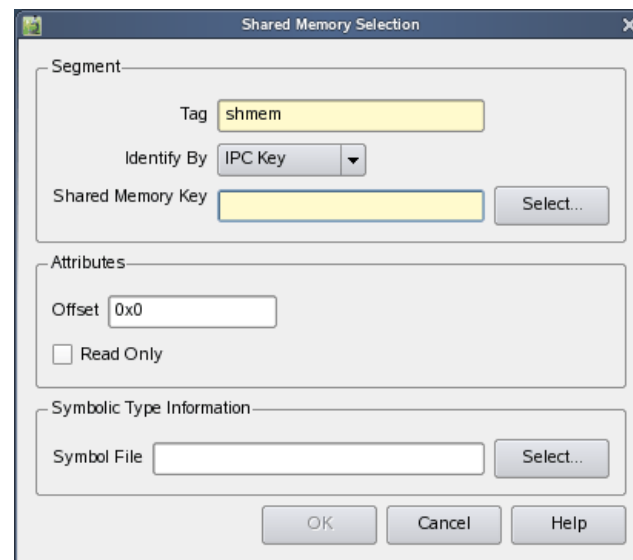 Shared Memory Selection
Segment
Tag shmem
Identify By IPC Key
Shared Memory Key Select...
Attributes
Offset 0x0
Read Only
Symbolic Type Information
Symbol File Select...
OK Cancel Help